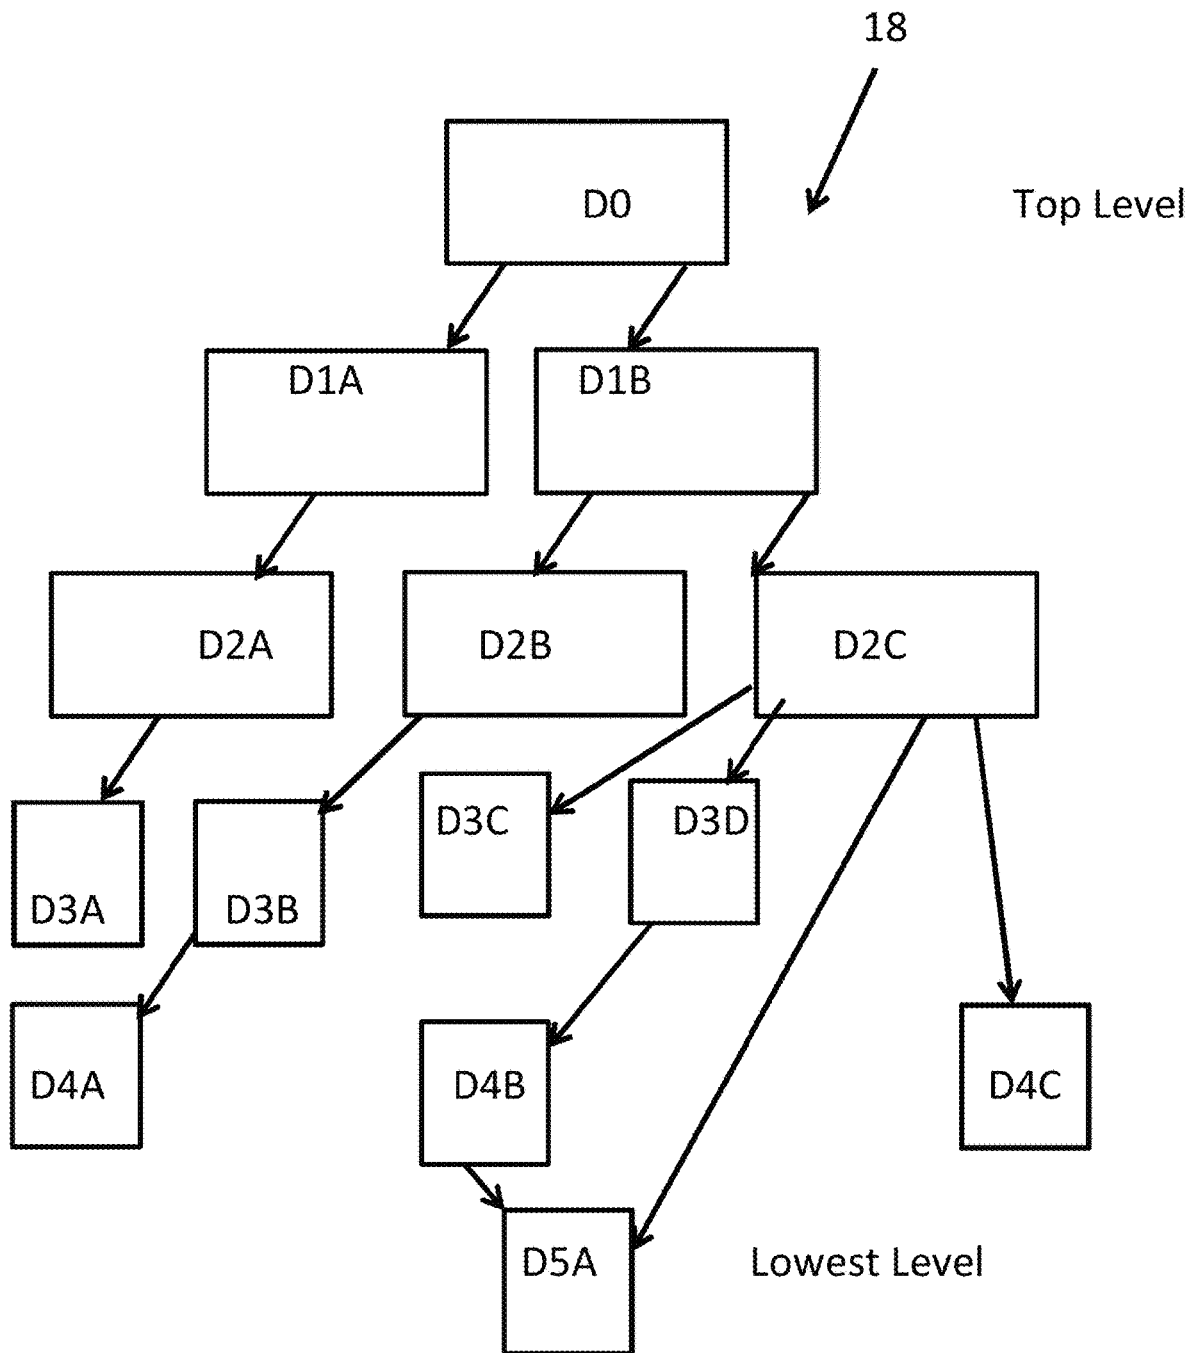 18
D0
Top Level
D1A
D1B
D2A
D2B
D2C
D3C
D3D
D3A
D3B
D4A
D4B
D4C
D5A
Lowest Level